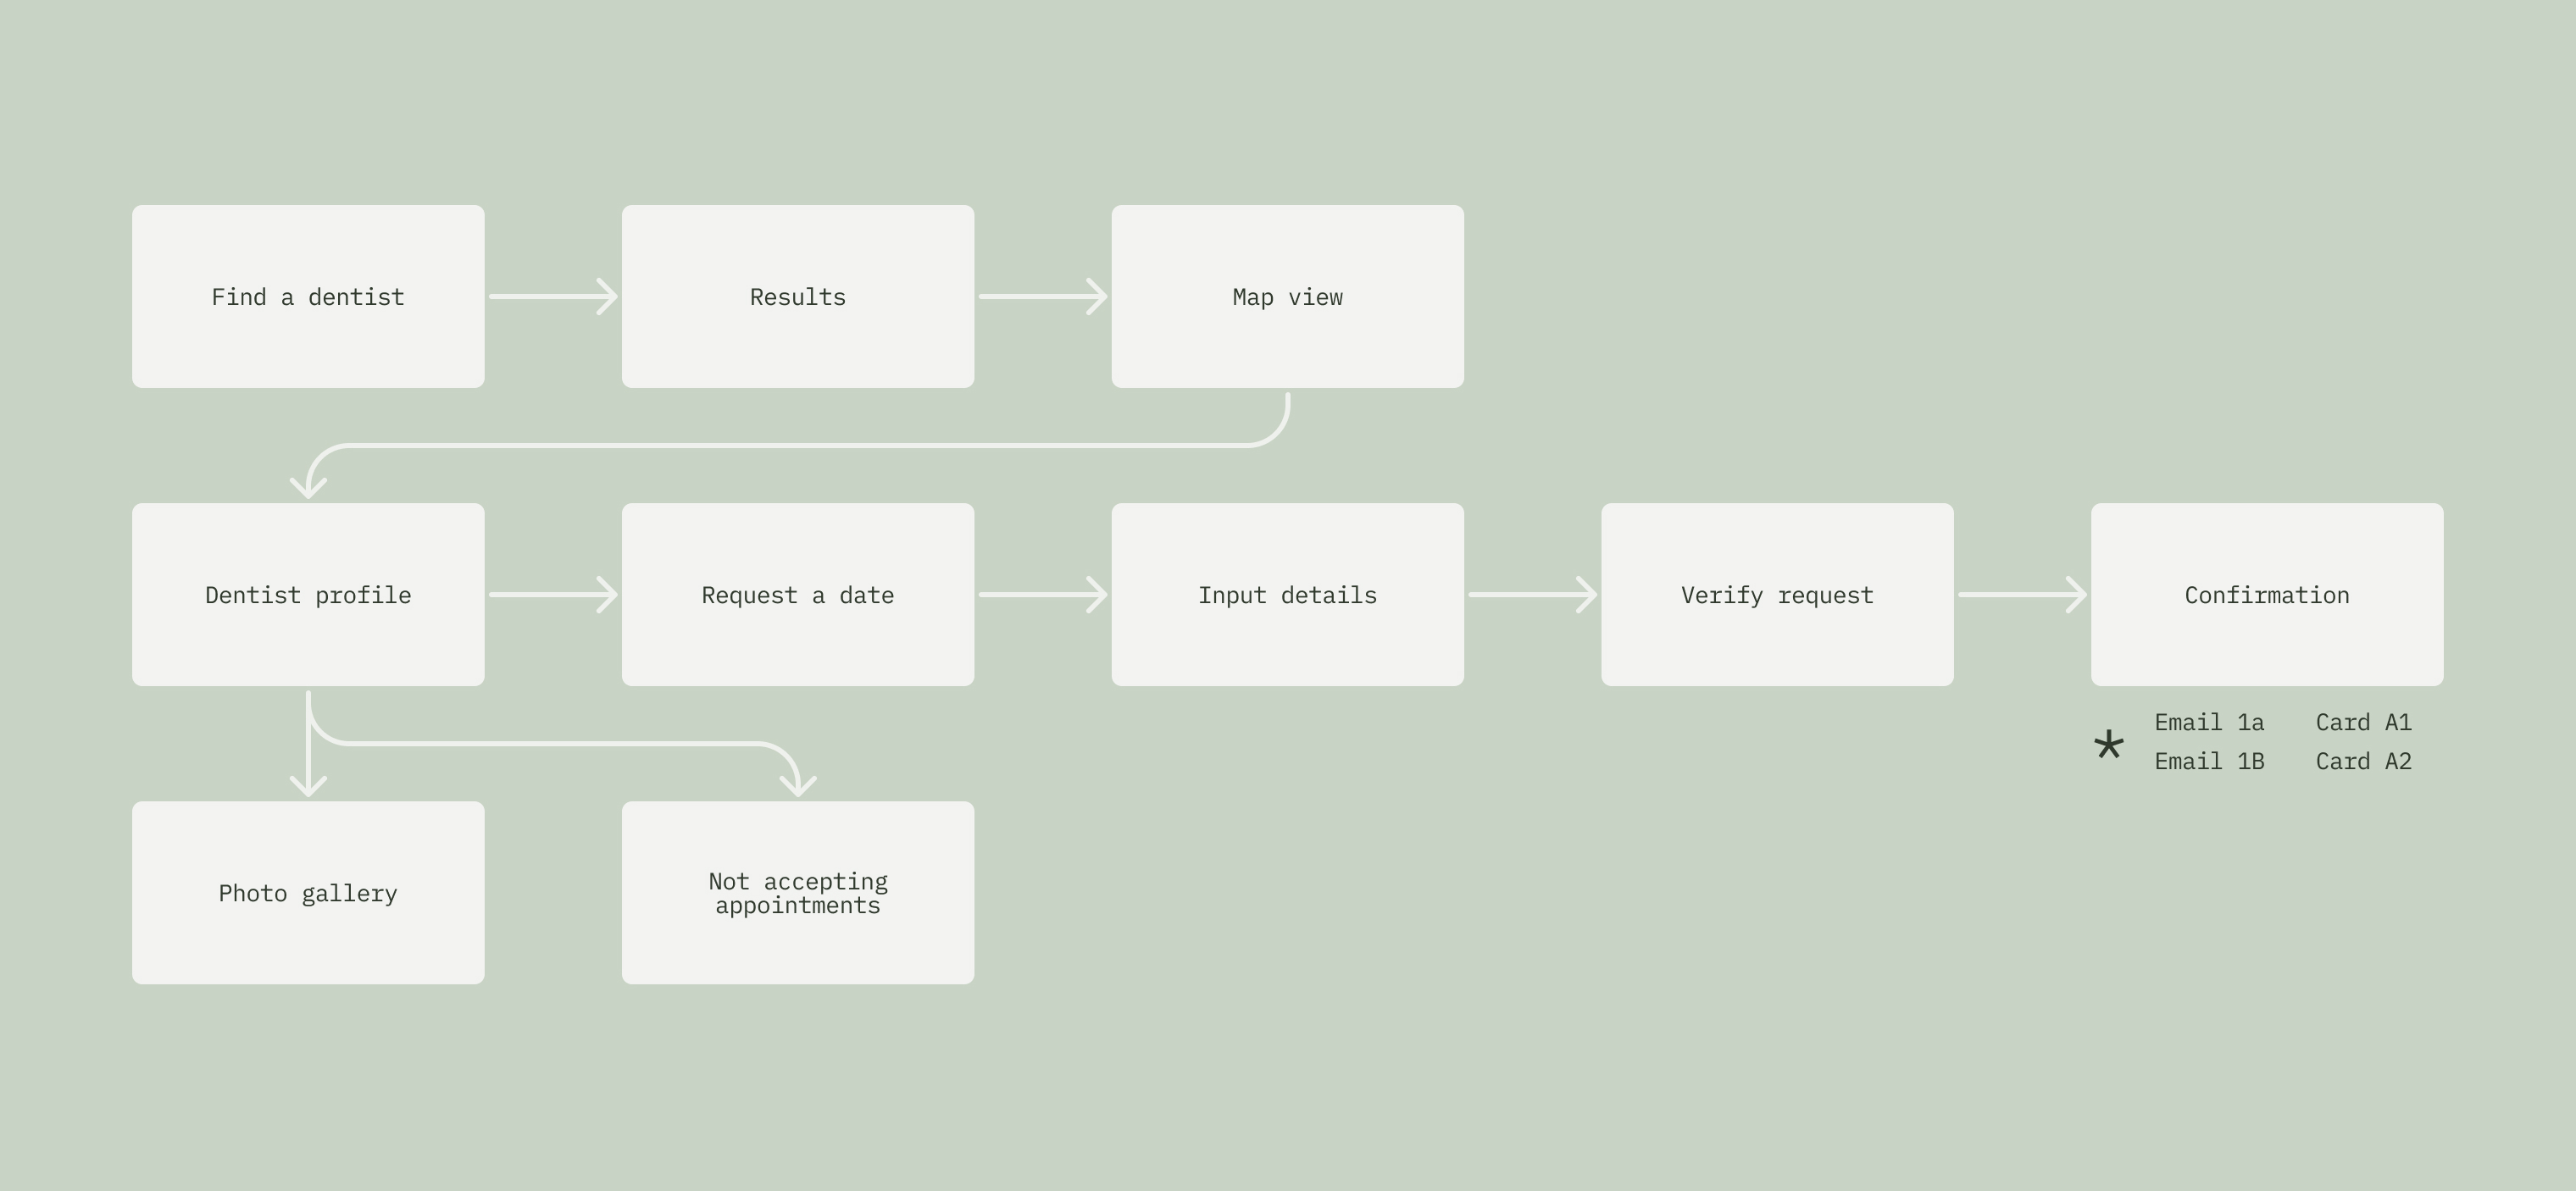 Find a dentist
Results
Map view
Dentist profile
Request a date
Input details
Verify request
Confirmation
* Email 1a Card A1
Email 1B Card A2
Photo gallery
Not accepting
appointments